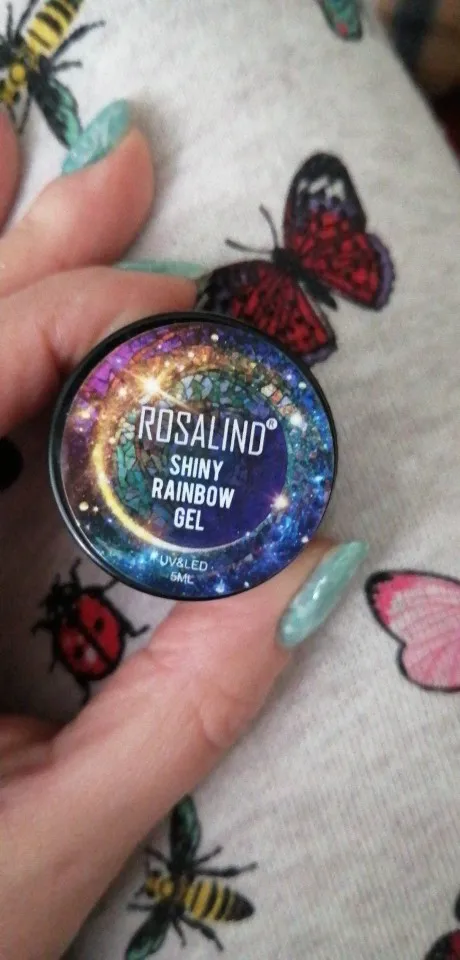 ROSALIND®
SHINY
RAINBOW
GEL
UV&LED
5ML